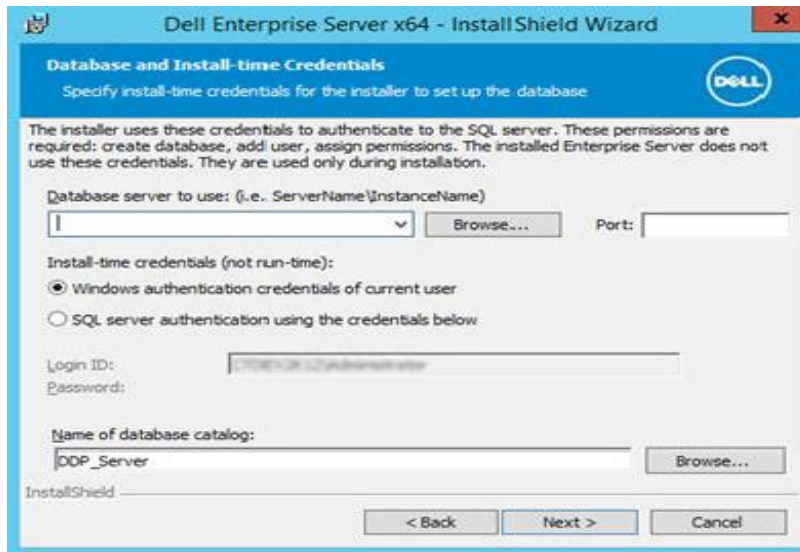 Dell Enterprise Server x64 - InstallShield Wizard
Database and Install-time Credentials
Specify install-time credentials for the installer to set up the database
DELL
The installer uses these credentials to authenticate to the SQL server. These permissions are
required: create database, add user, assign permissions. The installed Enterprise Server does not
use these credentials. They are used only during installation.
Database server to use: (i.e. ServerName\InstanceName)
Browse... Port:
Install-time credentials (not run-time):
Windows authentication credentials of current user
SQL server authentication using the credentials below
Login ID:
Password:
Name of database catalog:
DDP_Server Browse...
InstallShield
< Back Next > Cancel